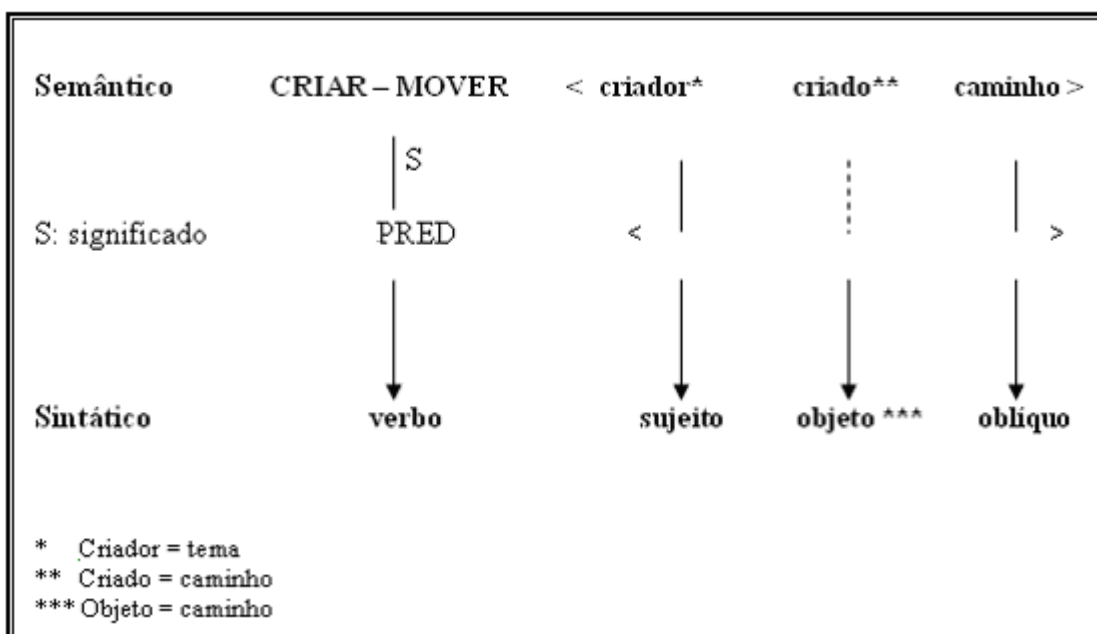 Semântico CRIAR – MOVER < criador* criado** caminho >
S
S: significado PRED < >
Sintático verbo sujeito objeto *** oblíquo
* Criador = tema
** Criado = caminho
*** Objeto = caminho